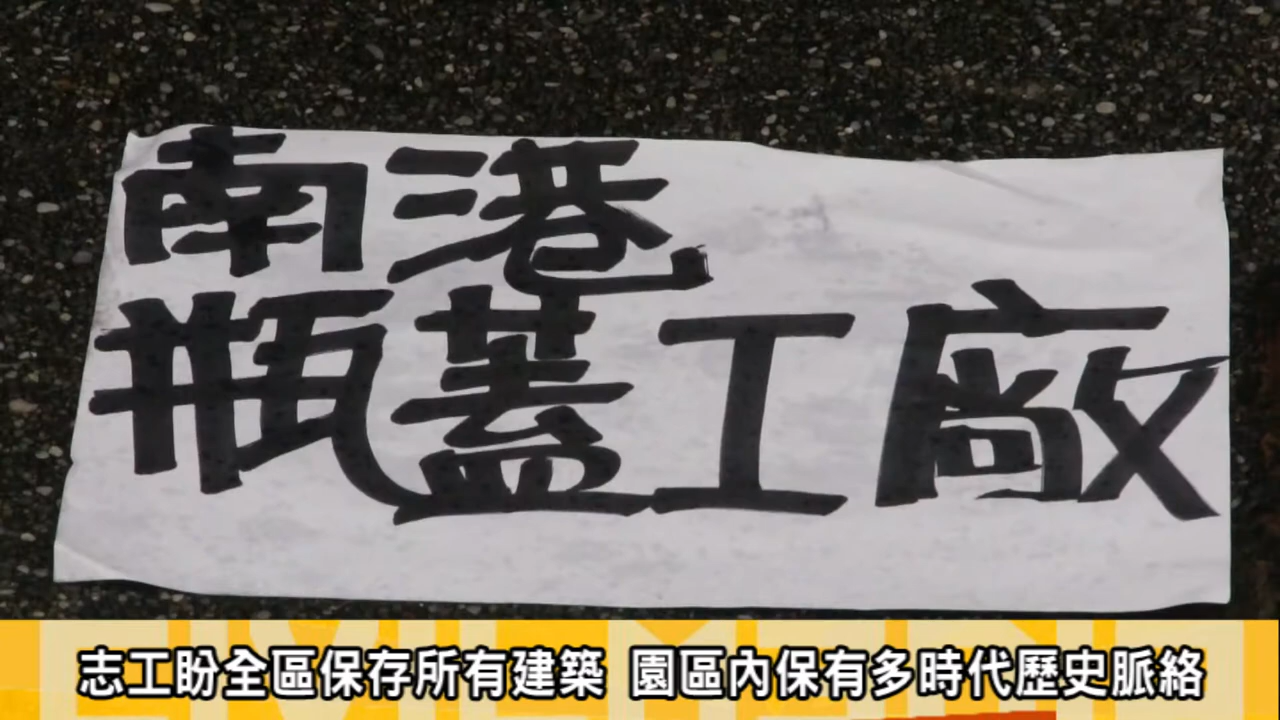 南港
瓶蓋工廠
志工盼全區保存所有建築 園區內保有多時代歷史脈絡